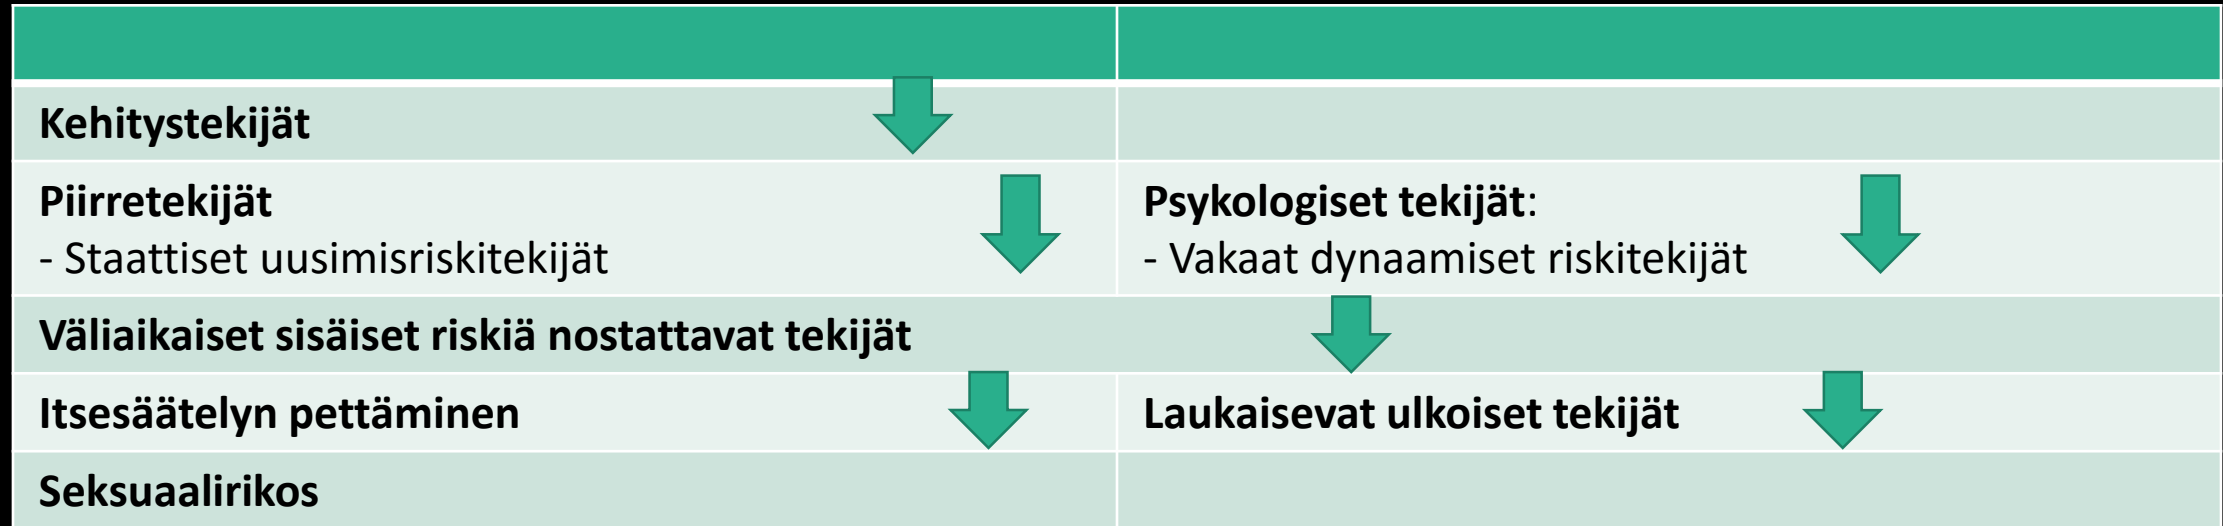 Kehitystekijät
Piirretekijät
- Staattiset uusimisriskitekijät
Psykologiset tekijät:
- Vakaat dynaamiset riskitekijät
Väliaikaiset sisäiset riskiä nostattavat tekijät
Itsesäätelyn pettäminen
Laukaisevat ulkoiset tekijät
Seksuaalirikos